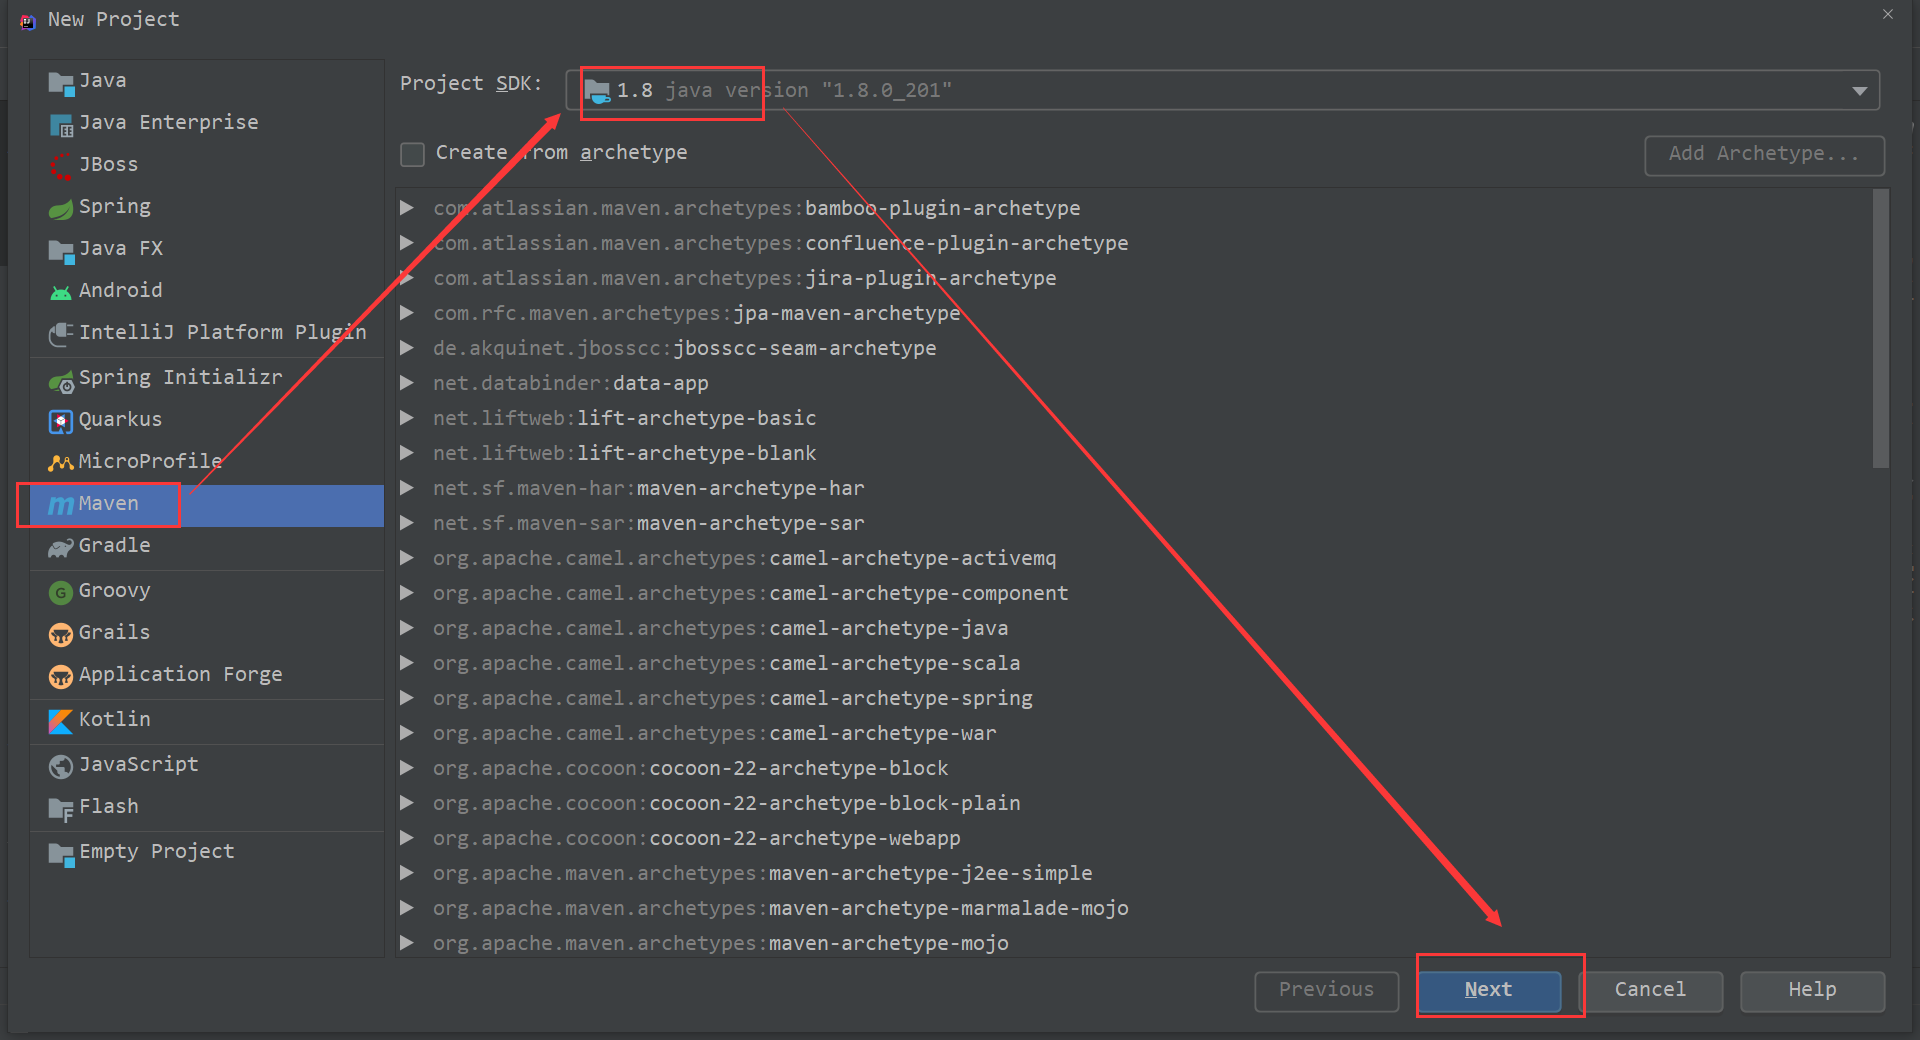 New Project
Java
Java Enterprise
JBoss
Spring
Java FX
Android
IntelliJ Platform Plugin
Spring Initializr
Quarkus
MicroProfile
Maven
Gradle
Groovy
Grails
Application Forge
Kotlin
JavaScript
Flash
Empty Project
Project SDK: 1.8 java version "1.8.0_201"
Create from archetype
Add Archetype...
com.atlassian.maven.archetypes:bamboo-plugin-archetype
com.atlassian.maven.archetypes:confluence-plugin-archetype
com.atlassian.maven.archetypes:jira-plugin-archetype
com.rfc.maven.archetypes:jpa-maven-archetype
de.akquinet.jbosscc:jbosscc-seam-archetype
net.databinder:data-app
net.liftweb:lift-archetype-basic
net.liftweb:lift-archetype-blank
net.sf.maven-har:maven-archetype-har
net.sf.maven-sar:maven-archetype-sar
org.apache.camel.archetypes:camel-archetype-activemq
org.apache.camel.archetypes:camel-archetype-component
org.apache.camel.archetypes:camel-archetype-java
org.apache.camel.archetypes:camel-archetype-scala
org.apache.camel.archetypes:camel-archetype-spring
org.apache.camel.archetypes:camel-archetype-war
org.apache.cocoon:cocoon-22-archetype-block
org.apache.cocoon:cocoon-22-archetype-block-plain
org.apache.cocoon:cocoon-22-archetype-webapp
org.apache.maven.archetypes:maven-archetype-j2ee-simple
org.apache.maven.archetypes:maven-archetype-marmalade-mojo
org.apache.maven.archetypes:maven-archetype-mojo
Previous
Next
Cancel
Help